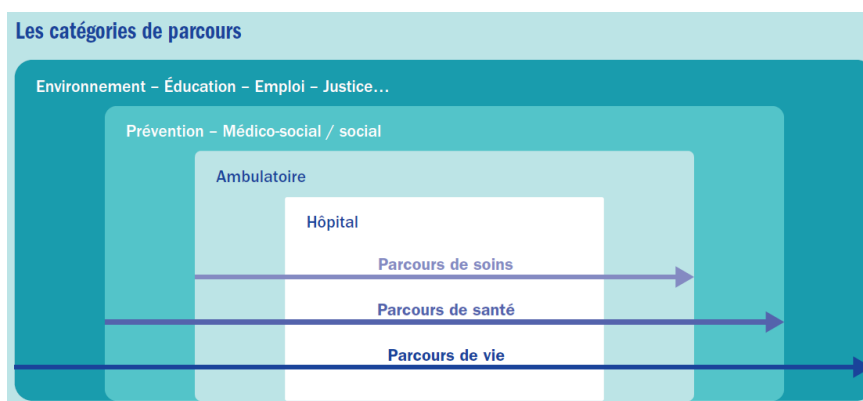 Les catégories de parcours
Environnement – Éducation – Emploi – Justice...
Prévention – Médico-social / social
Ambulatoire
Hôpital
Parcours de soins
Parcours de santé
Parcours de vie